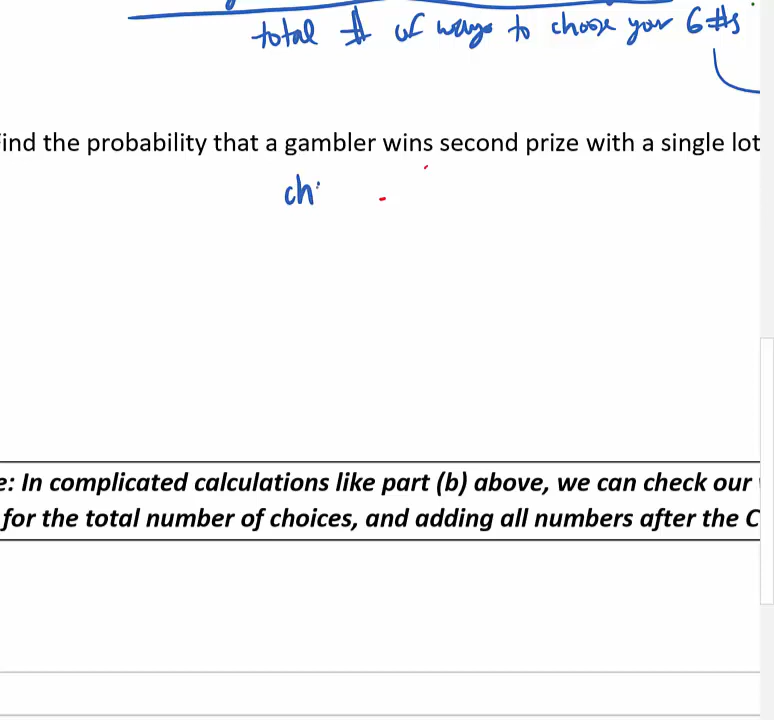 total # of ways to choose your 6 #s
ind the probability that a gambler wins second prize with a single lot
ch
e: In complicated calculations like part (b) above, we can check our
for the total number of choices, and adding all numbers after the C